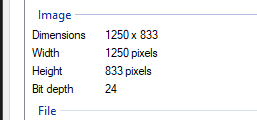 Image
Dimensions 1250 x 833
Width 1250 pixels
Height 833 pixels
Bit depth 24
File